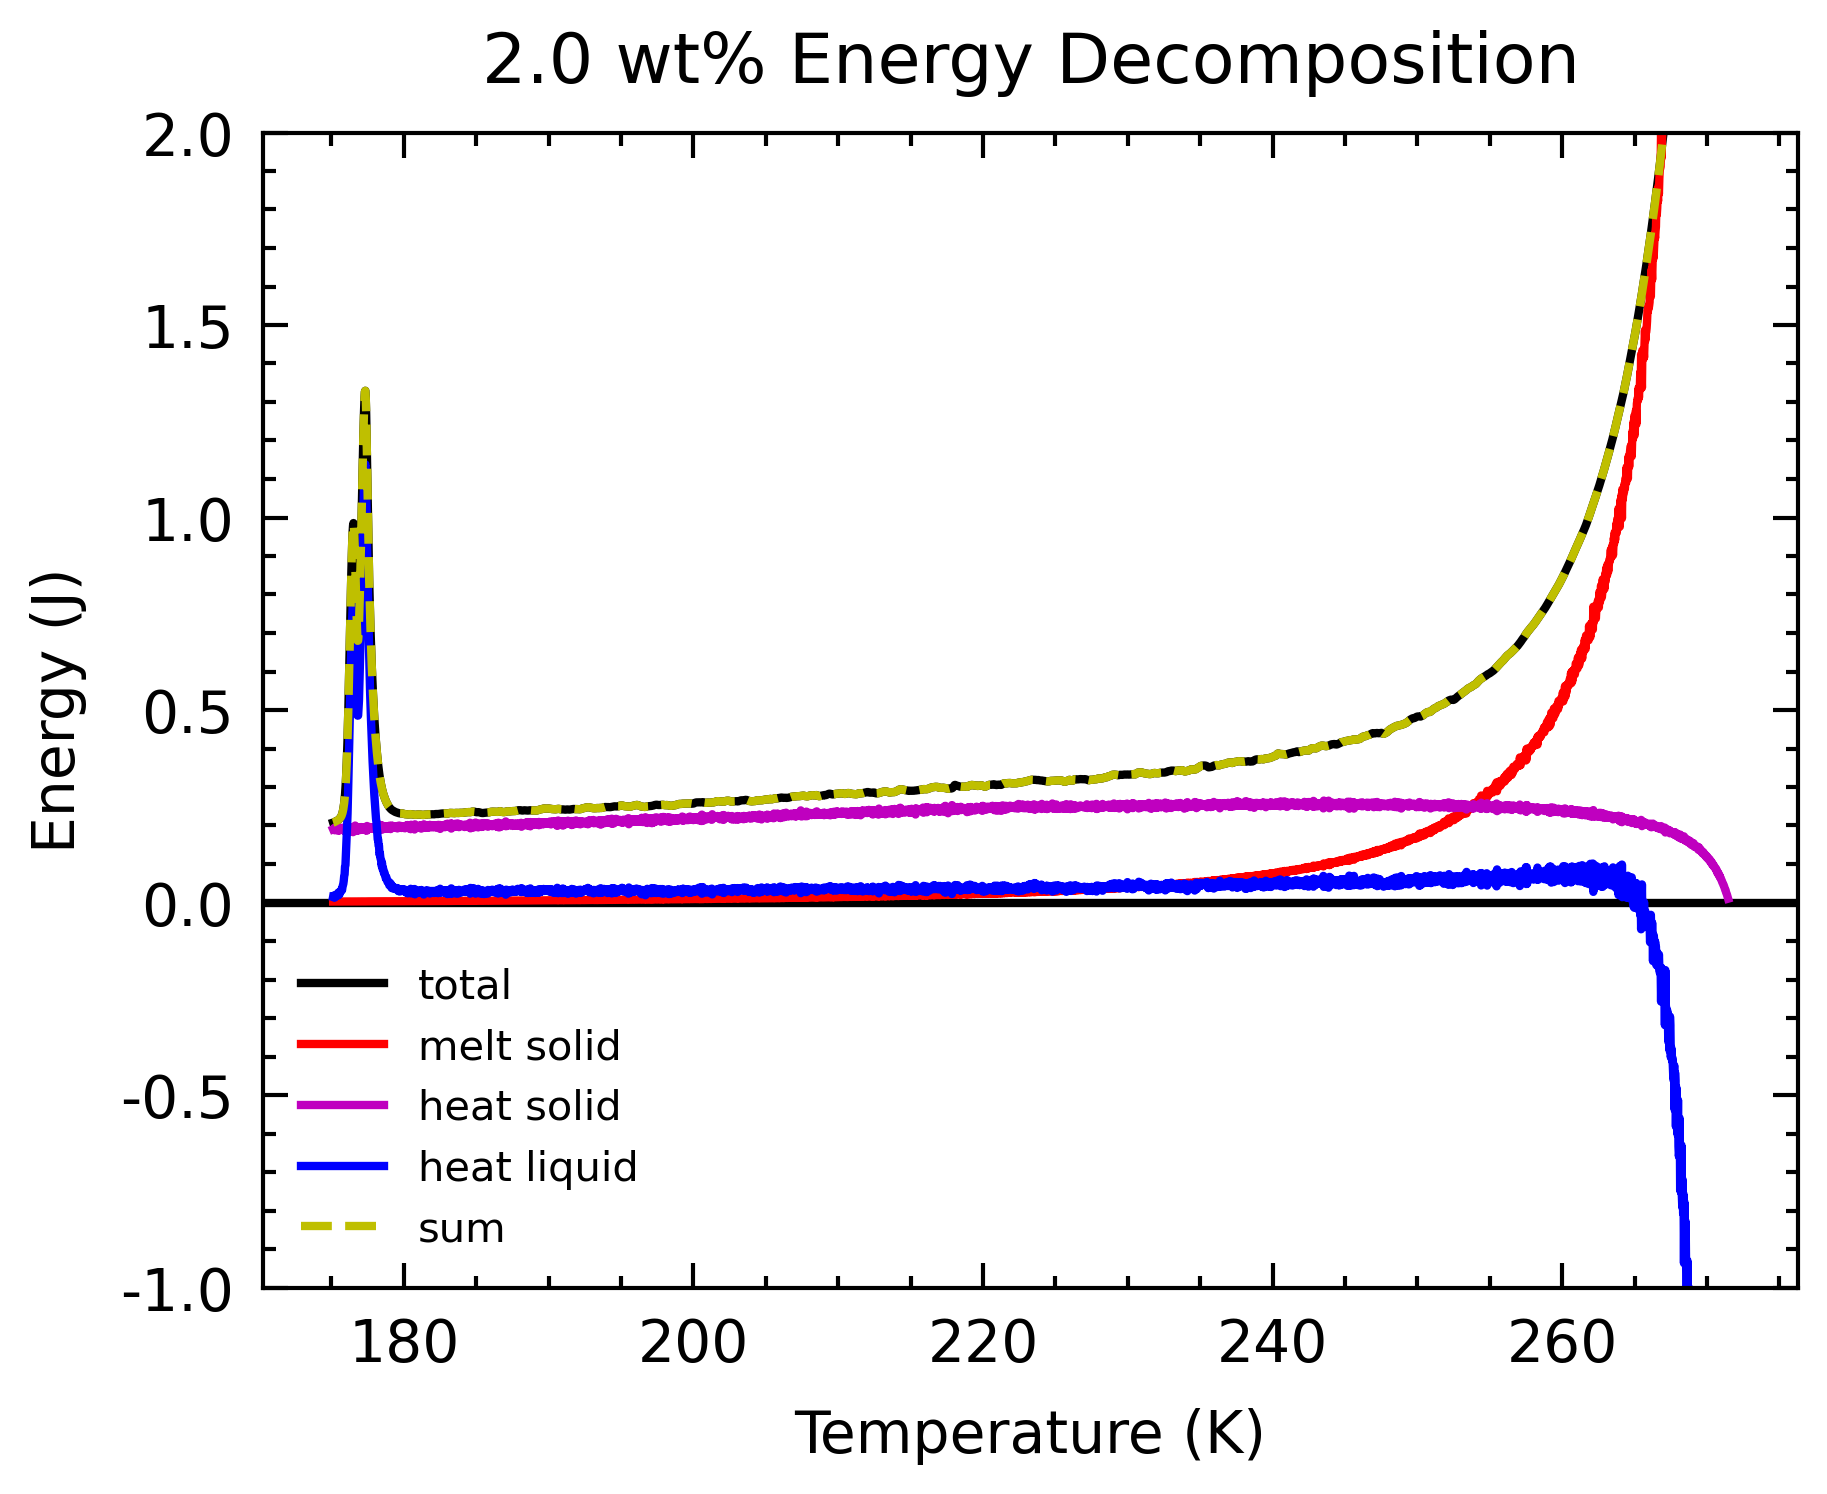 2.0 wt% Energy Decomposition
2.0
1.5
1.0
0.5
0.0
-0.5
-1.0
Energy (J)
total
melt solid
heat solid
heat liquid
sum
180 200 220 240 260
Temperature (K)